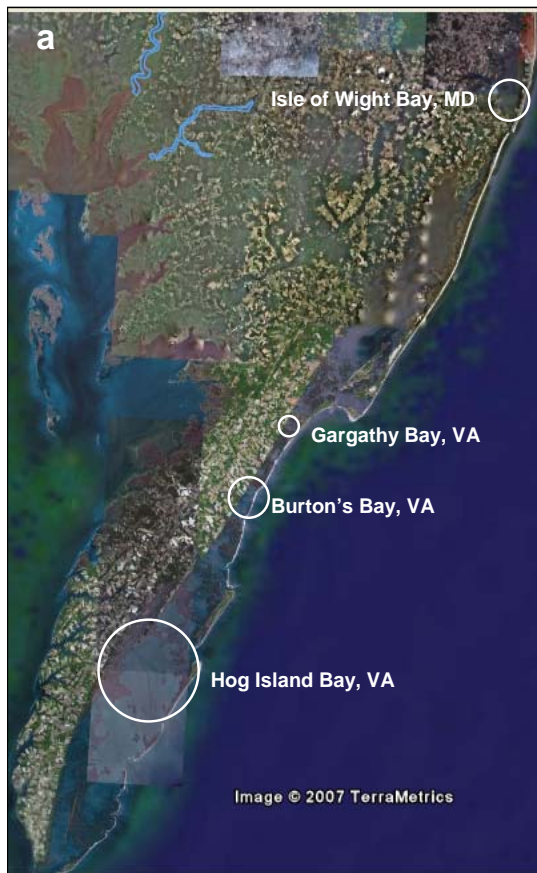 a
Isle of Wight Bay, MD
Gargathy Bay, VA
Burton's Bay, VA
Hog Island Bay, VA
Image © 2007 TerraMetrics